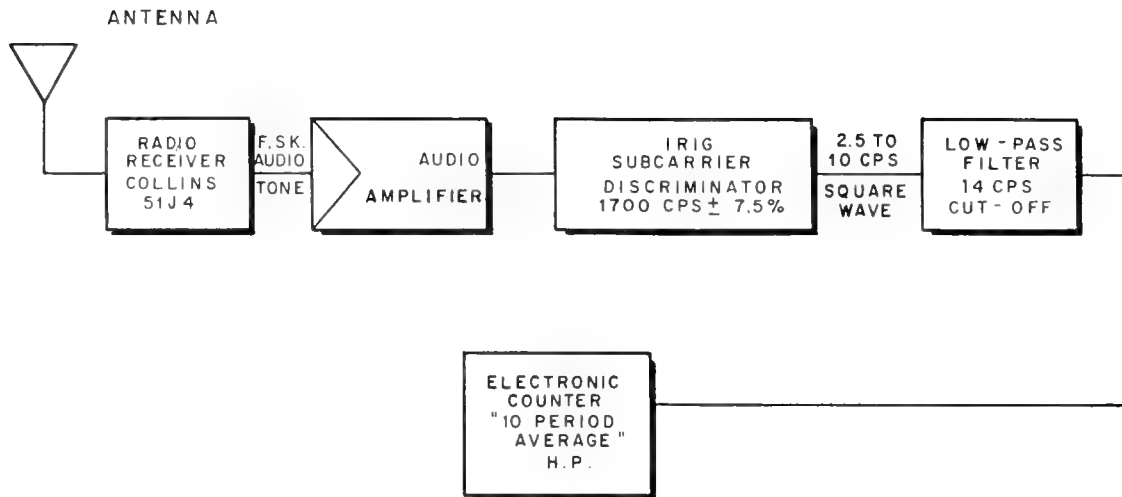 ANTENNA
RADIO
RECEIVER
COLLINS
51J4
F.SK.
AUDIO
TONE
AUDIO
AMPLIFIER
IRIG
SUBCARRIER
DISCRIMINATOR
1700 CPS ± 7.5%
2.5 TO
10 CPS
SQUARE
WAVE
LOW-PASS
FILTER
14 CPS
CUT-OFF
ELECTRONIC
COUNTER
"10 PERIOD
AVERAGE"
H.P.